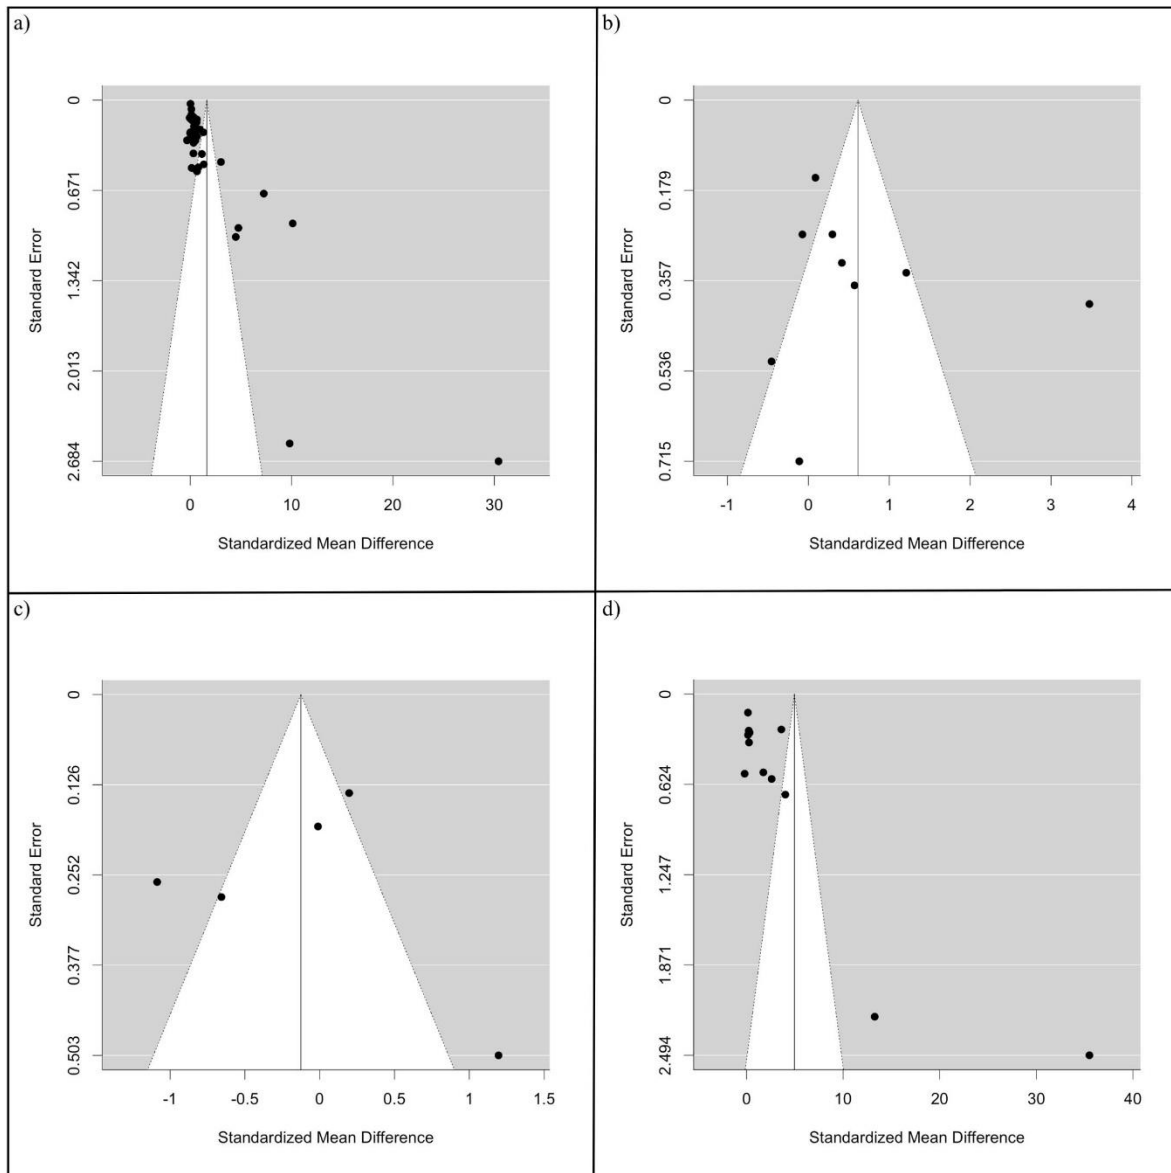 a)
0
0.671
1.342
2.013
2.684
Standard Error
0 10 20 30
Standardized Mean Difference
b)
0
0.179
0.357
0.536
0.715
Standard Error
-1 0 1 2 3 4
Standardized Mean Difference
c)
0
0.126
0.252
0.377
0.503
Standard Error
-1 -0.5 0 0.5 1 1.5
Standardized Mean Difference
d)
0
0.624
1.247
1.871
2.494
Standard Error
0 10 20 30 40
Standardized Mean Difference